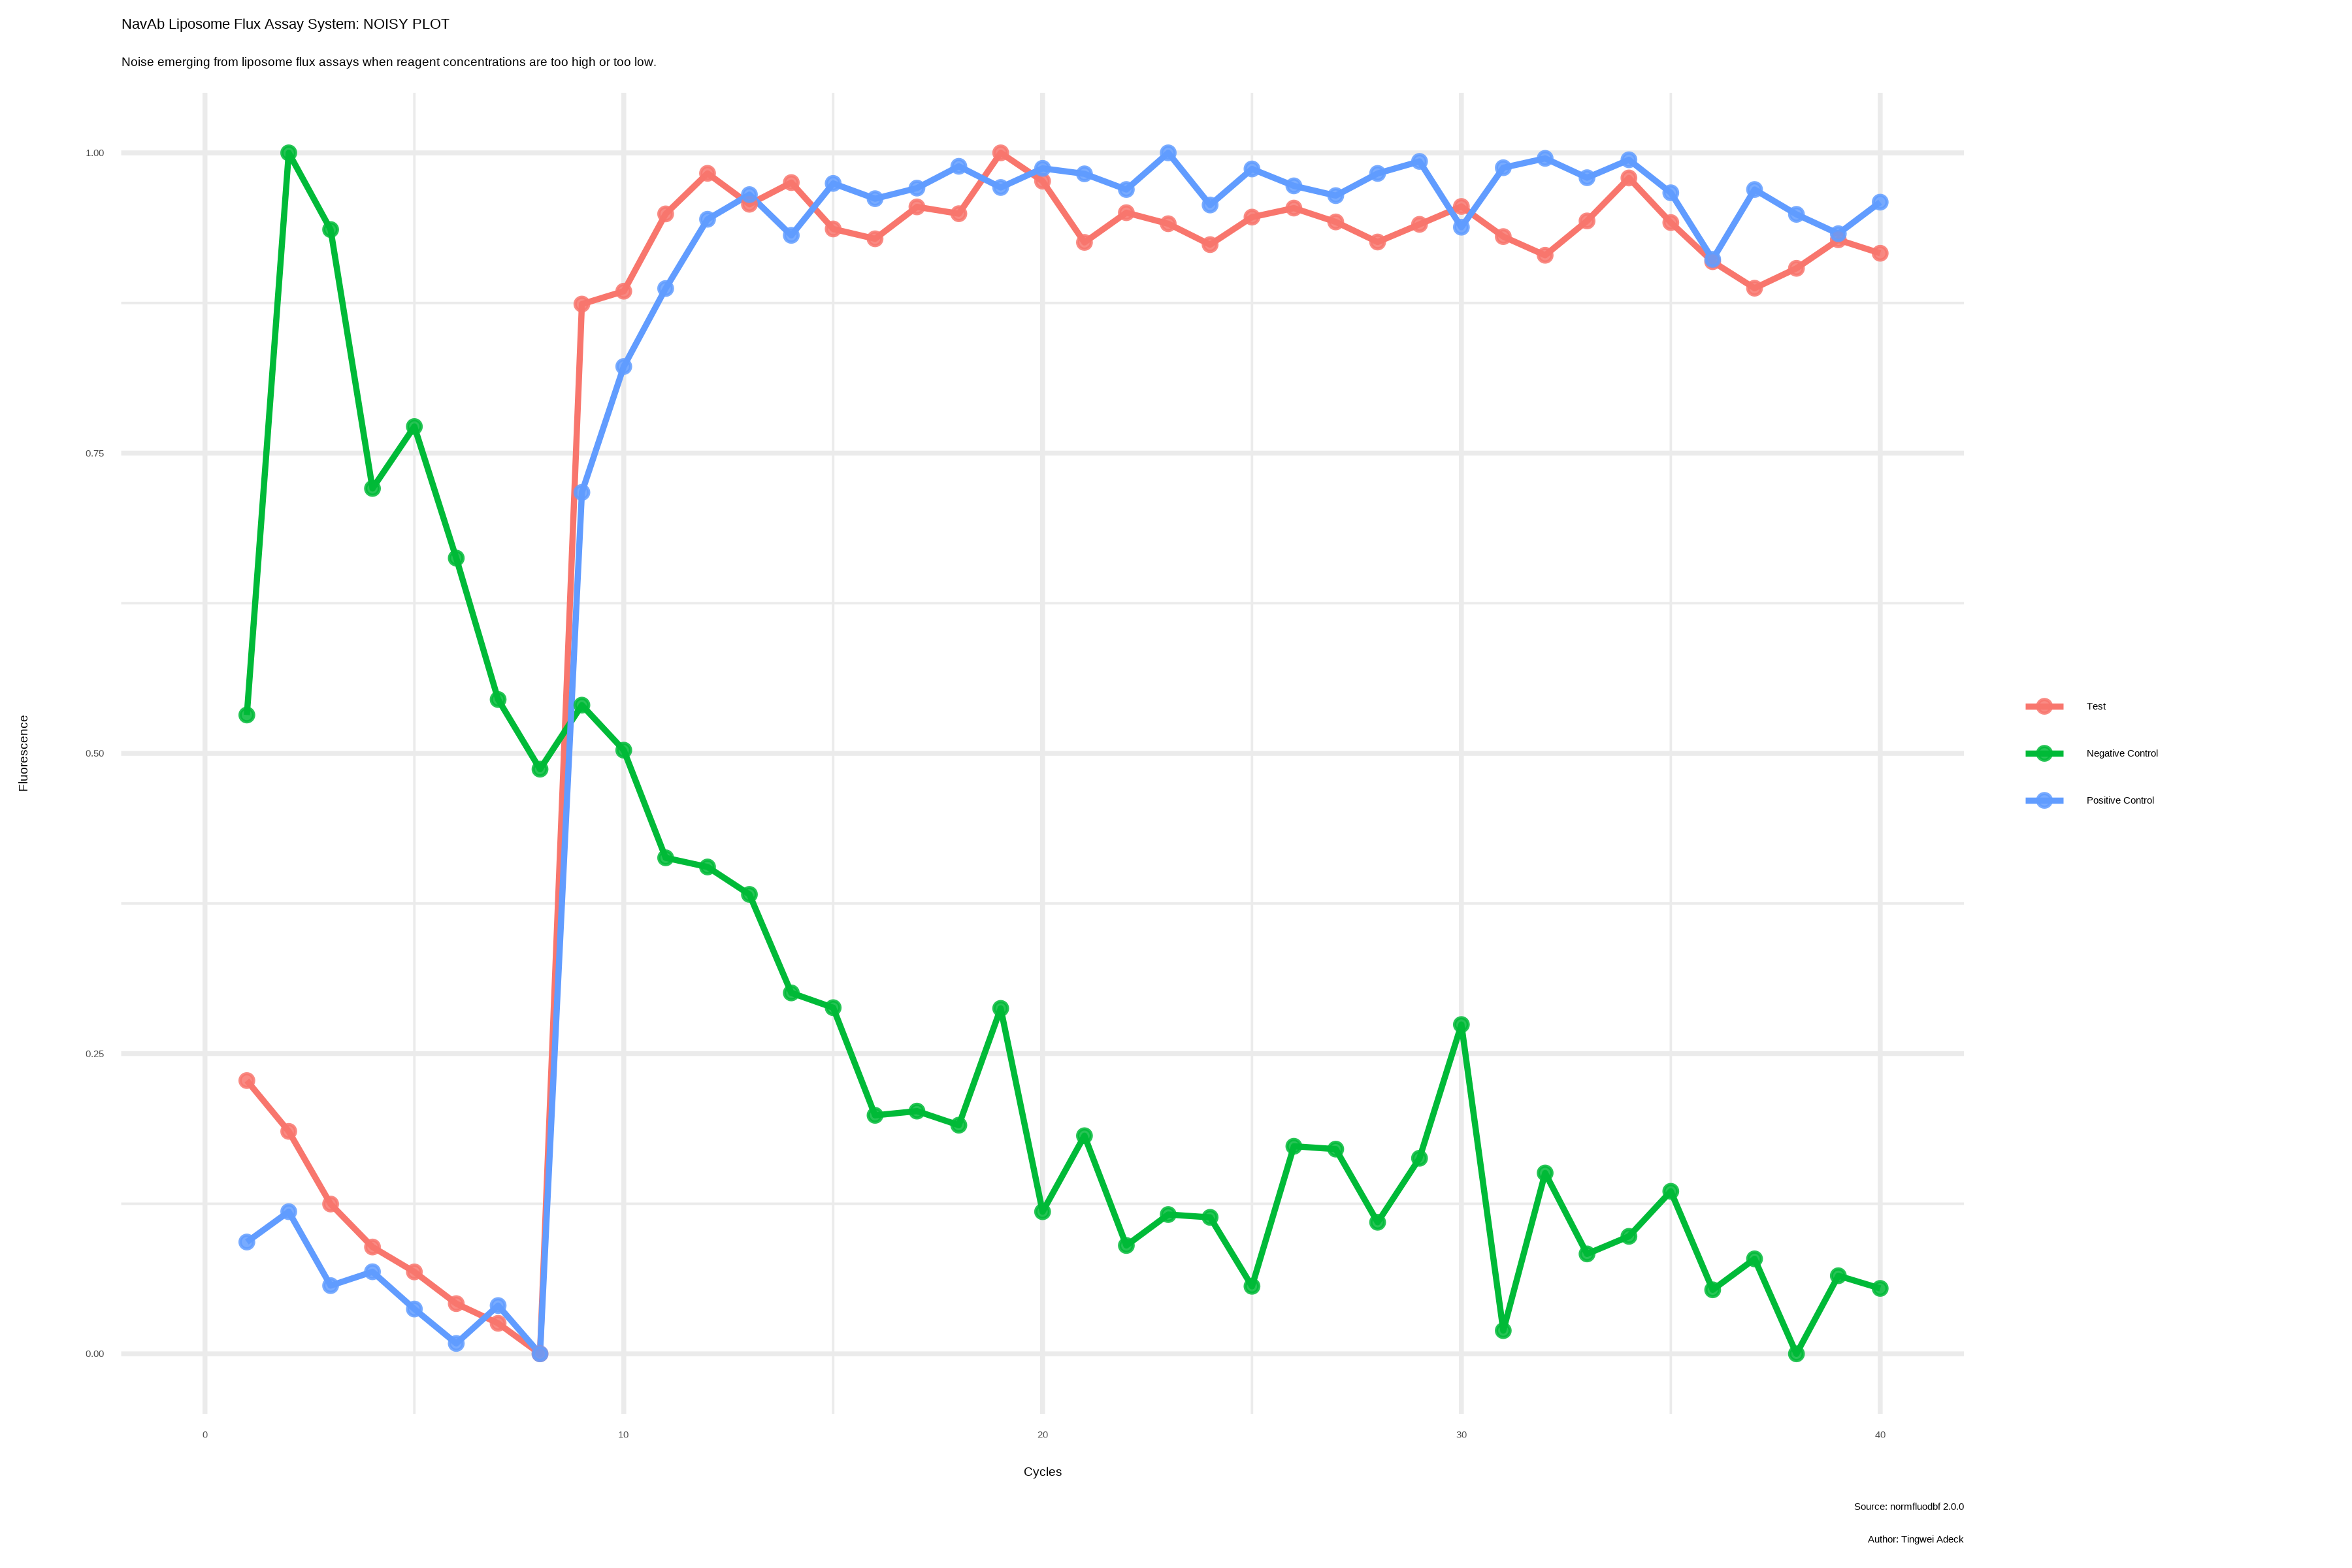 NavAb Liposome Flux Assay System: NOISY PLOT
Noise emerging from liposome flux assays when reagent concentrations are too high or too low.
Fluorescence
1.00
0.75
0.50
0.25
0.00
0
10
20
30
40
Cycles
Test
Negative Control
Positive Control
Source: normfluodbf 2.0.0
Author: Tingwei Adeck